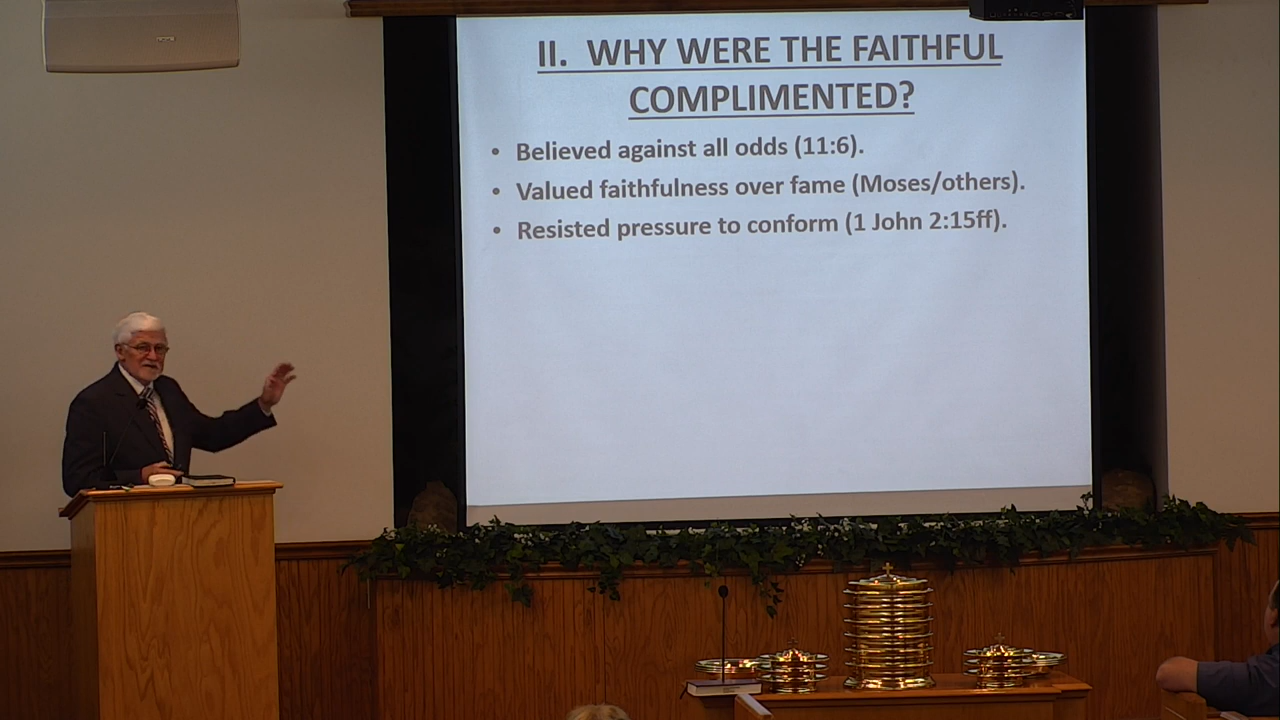 II. WHY WERE THE FAITHFUL
COMPLIMENTED?
• Believed against all odds (11:6).
• Valued faithfulness over fame (Moses/others).
• Resisted pressure to conform (1 John 2:15ff).